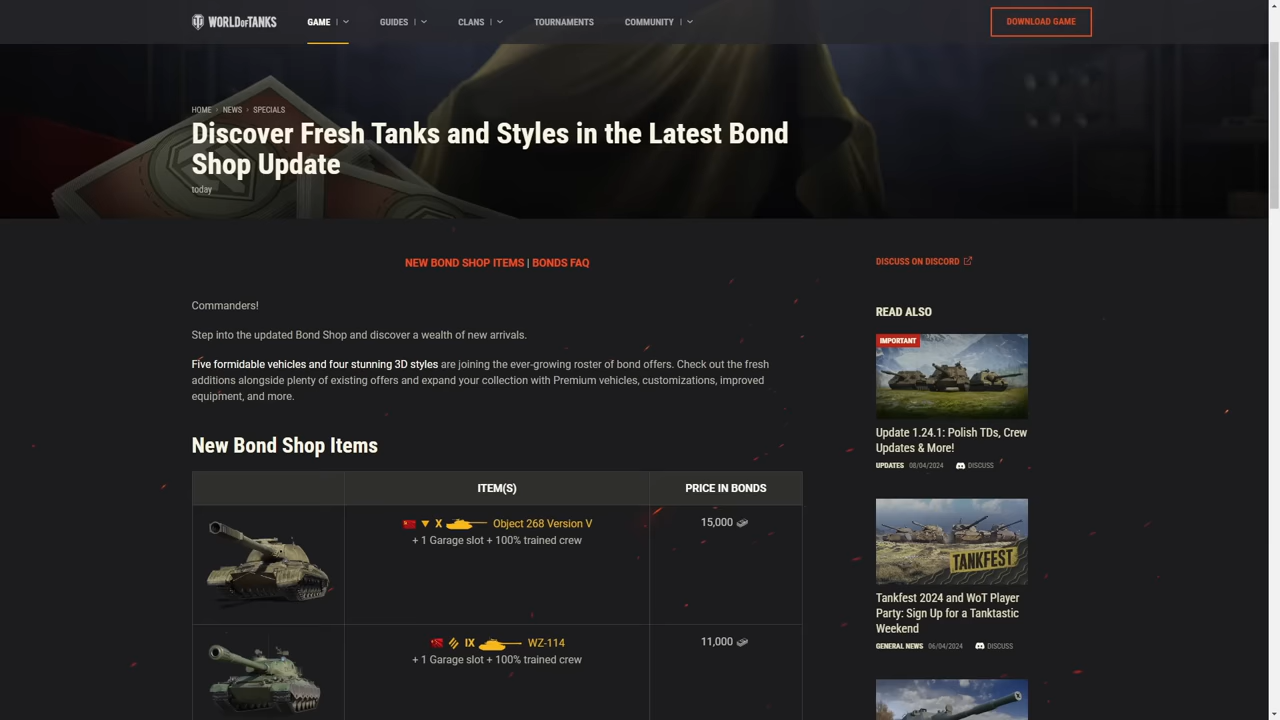 WORLD OF TANKS
GAME
GUIDES
CLANS
TOURNAMENTS
COMMUNITY
DOWNLOAD GAME
HOME › NEWS › SPECIALS
Discover Fresh Tanks and Styles in the Latest Bond
Shop Update
today
NEW BOND SHOP ITEMS | BONDS FAQ
Commanders!
Step into the updated Bond Shop and discover a wealth of new arrivals.
Five formidable vehicles and four stunning 3D styles are joining the ever-growing roster of bond offers. Check out the fresh
additions alongside plenty of existing offers and expand your collection with Premium vehicles, customizations, improved
equipment, and more.
New Bond Shop Items
ITEM(S)
PRICE IN BONDS
X Object 268 Version V
+ 1 Garage slot + 100% trained crew
15,000
IX WZ-114
+ 1 Garage slot + 100% trained crew
11,000
DISCUSS ON DISCORD
READ ALSO
IMPORTANT
Update 1.24.1: Polish TDs, Crew
Updates & More!
UPDATES 08/04/2024 DISCUSS
TANKFEST
Tankfest 2024 and WoT Player
Party: Sign Up for a Tanktastic
Weekend
GENERAL NEWS 06/04/2024 DISCUSS